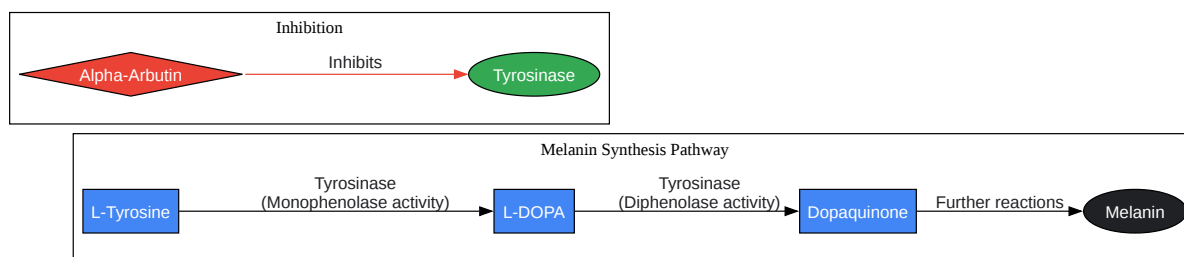 Inhibition
Alpha-Arbutin
Inhibits
Tyrosinase
Melanin Synthesis Pathway
L-Tyrosine
Tyrosinase
(Monophenolase activity)
L-DOPA
Tyrosinase
(Diphenolase activity)
Dopaquinone
Further reactions
Melanin